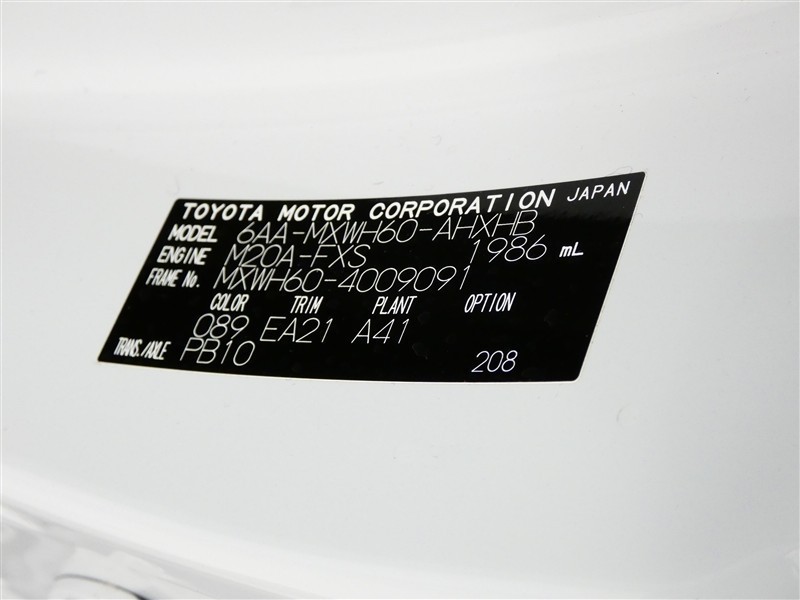 TOYOTA MOTOR CORPORATION JAPAN
MODEL 6AA-MXWH60-AHXHB
ENGINE M20A-FXS 1986 mL
FRAME No. MXWH60-4009091
COLOR TRIM PLANT OPTION
089 EA21 A41
TRANS./AXLE PB10 208